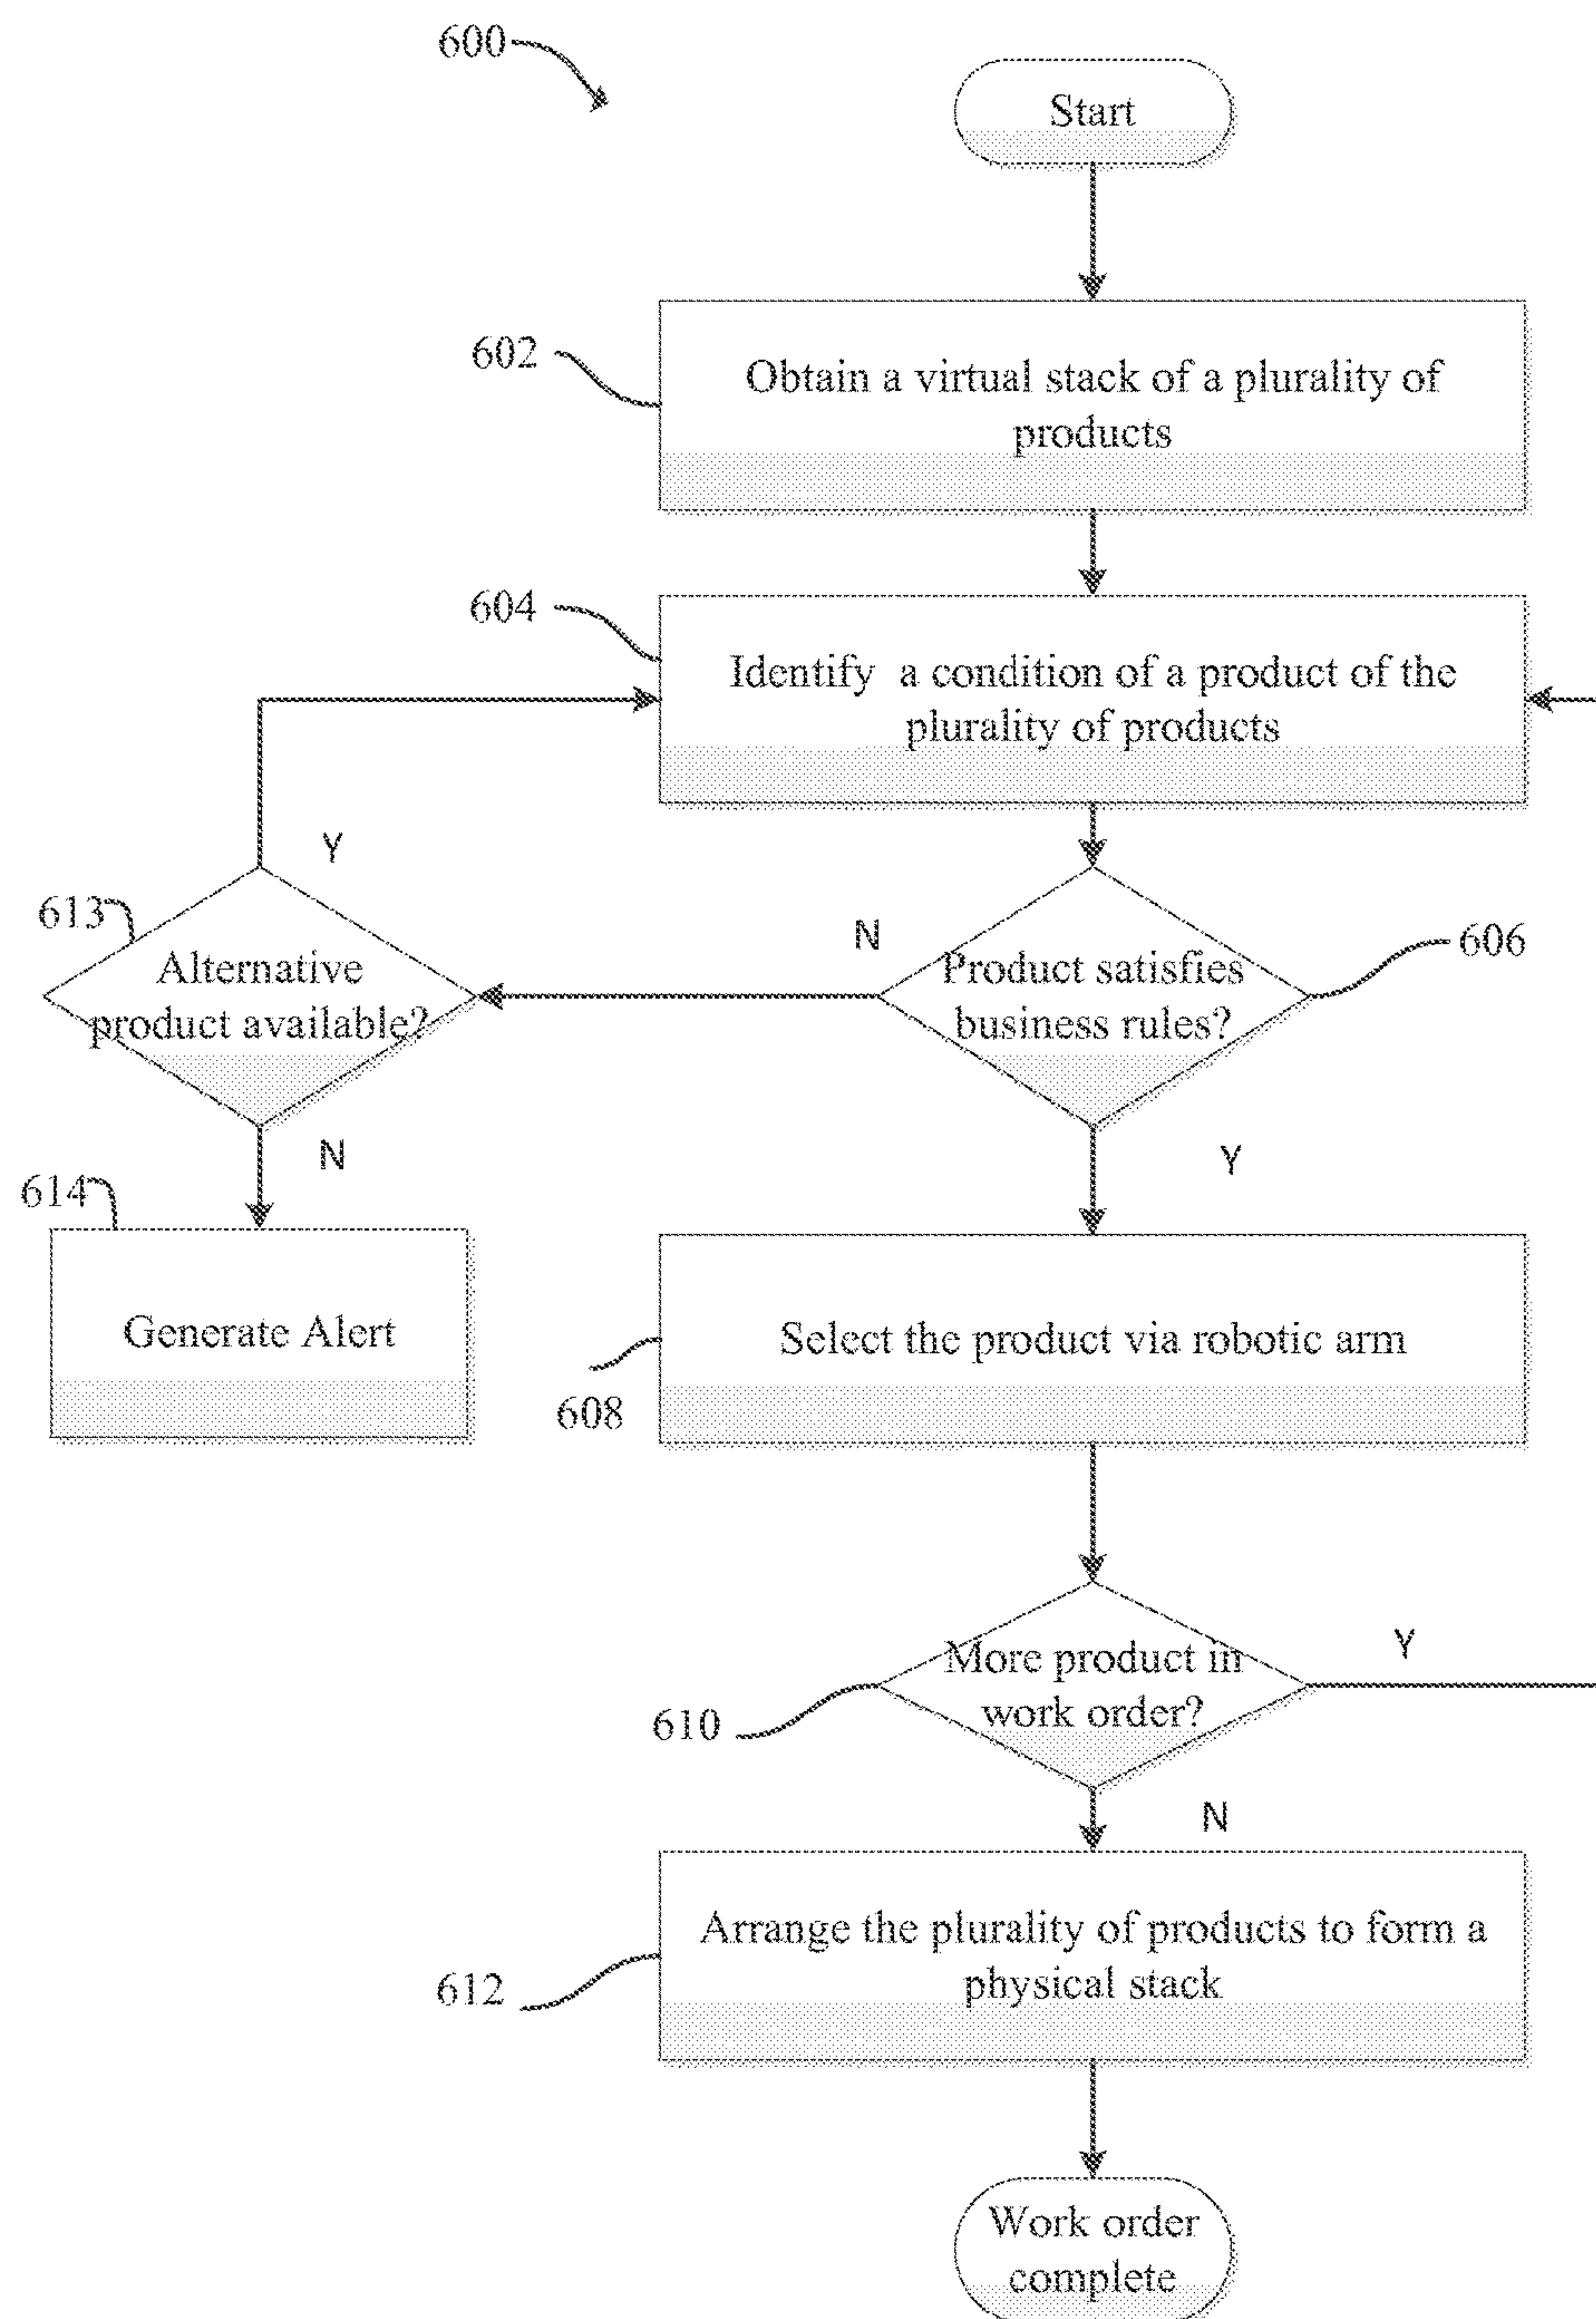 600
Start
602
Obtain a virtual stack of a plurality of
products
604
Identify a condition of a product of the
plurality of products
Y
613
Alternative
product available?
N
Product satisfies
business rules?
606
N
Y
614
Generate Alert
Select the product via robotic arm
608
More product in
work order?
Y
610
N
Arrange the plurality of products to form a
physical stack
612
Work order
complete